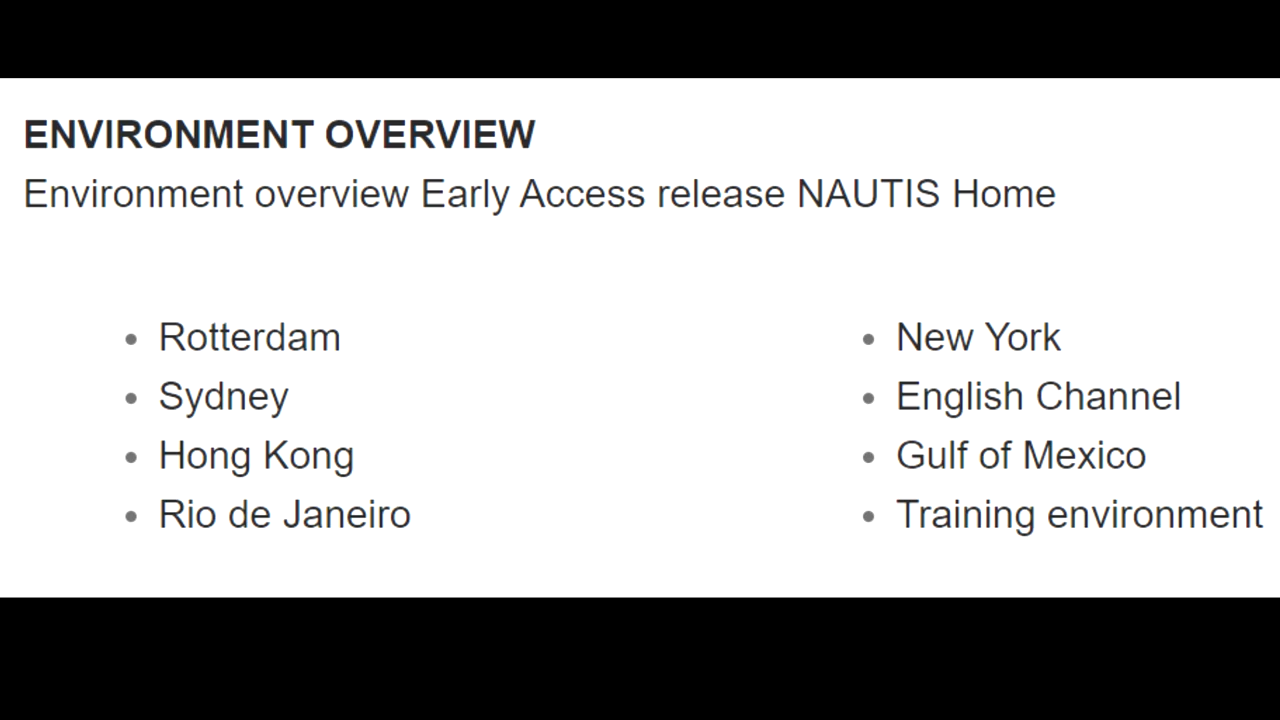 ENVIRONMENT OVERVIEW
Environment overview Early Access release NAUTIS Home
Rotterdam
Sydney
Hong Kong
Rio de Janeiro
New York
English Channel
Gulf of Mexico
Training environment